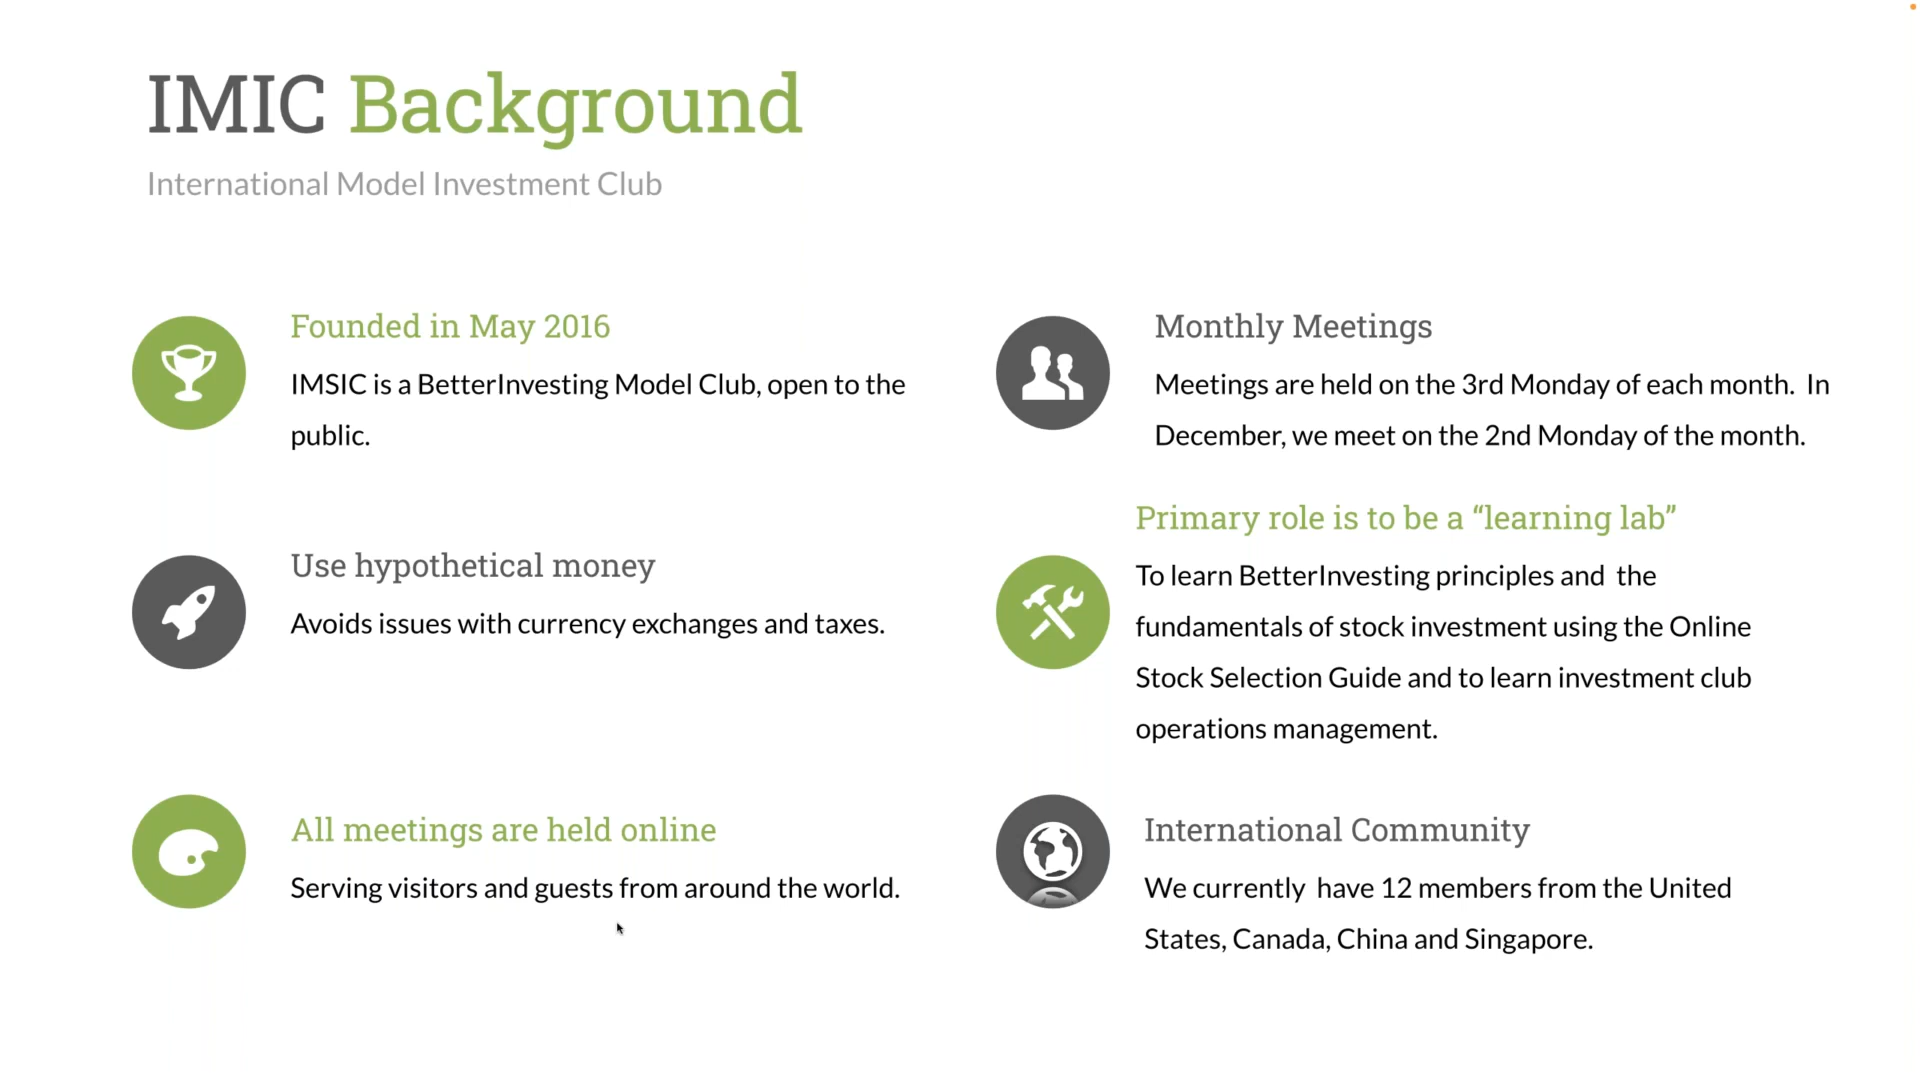 IMIC Background
International Model Investment Club
Founded in May 2016
IMSIC is a BetterInvesting Model Club, open to the
public.
Use hypothetical money
Avoids issues with currency exchanges and taxes.
All meetings are held online
Serving visitors and guests from around the world.
Monthly Meetings
Meetings are held on the 3rd Monday of each month.  In
December, we meet on the 2nd Monday of the month.
Primary role is to be a “learning lab”
To learn BetterInvesting principles and  the
fundamentals of stock investment using the Online
Stock Selection Guide and to learn investment club
operations management.
International Community
We currently  have 12 members from the United
States, Canada, China and Singapore.